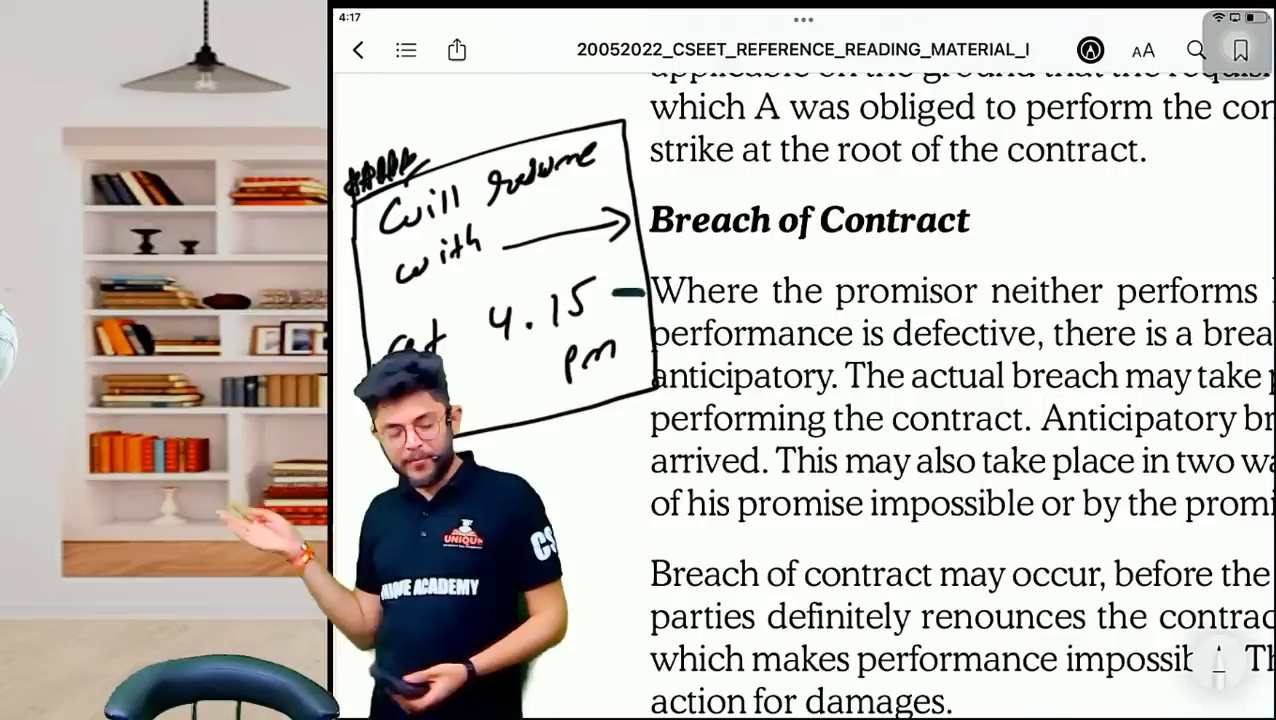 4:17
20052022_CSEET_REFERENCE_READING_MATERIAL_I
AA
which A was obliged to perform the con
strike at the root of the contract.
Will resume
with
at 4.15
pm
Breach of Contract
Where the promisor neither performs
performance is defective, there is a brea
anticipatory. The actual breach may take p
performing the contract. Anticipatory br
arrived. This may also take place in two wa
of his promise impossible or by the promi
Breach of contract may occur, before the
parties definitely renounces the contrac
which makes performance impossib Th
action for damages.
UNIQUE
CS
UNIQUE ACADEMY